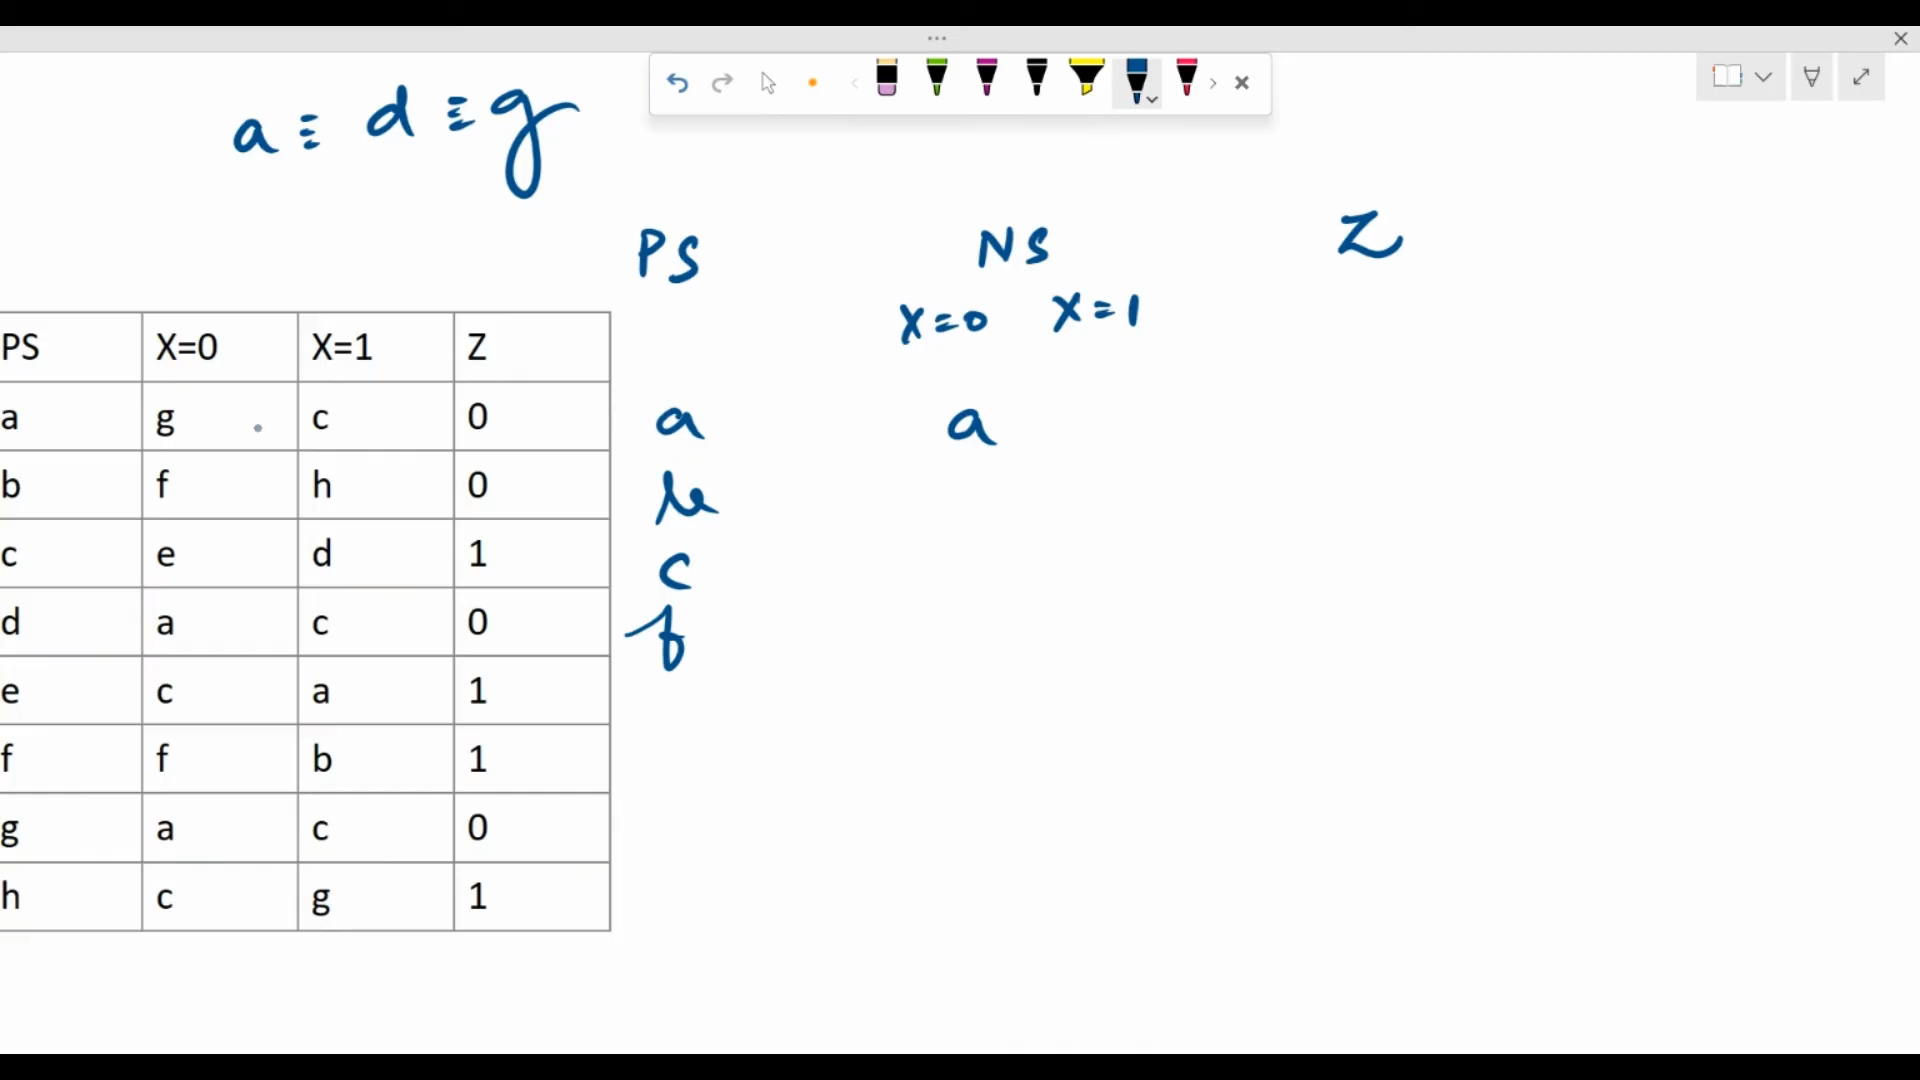 a ≡ d ≡ g
PS NS Z
X=0 X=1
PS X=0 X=1 Z
a g c 0 a a
b f h 0 b
c e d 1 c
d a c 0 f
e c a 1
f f b 1
g a c 0
h c g 1